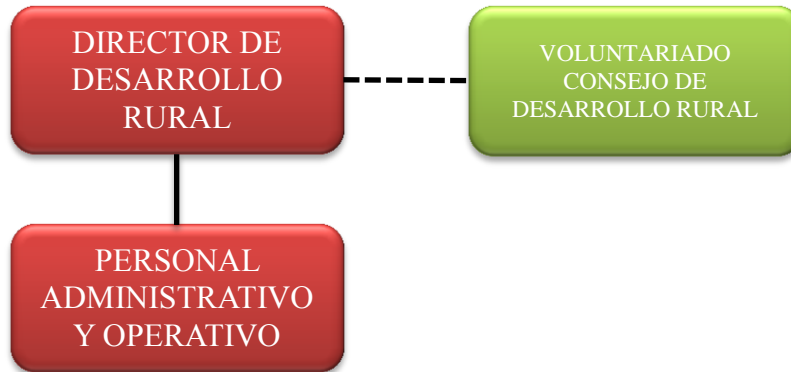 DIRECTOR DE
DESARROLLO
RURAL
VOLUNTARIADO
CONSEJO DE
DESARROLLO RURAL
PERSONAL
ADMINISTRATIVO
Y OPERATIVO